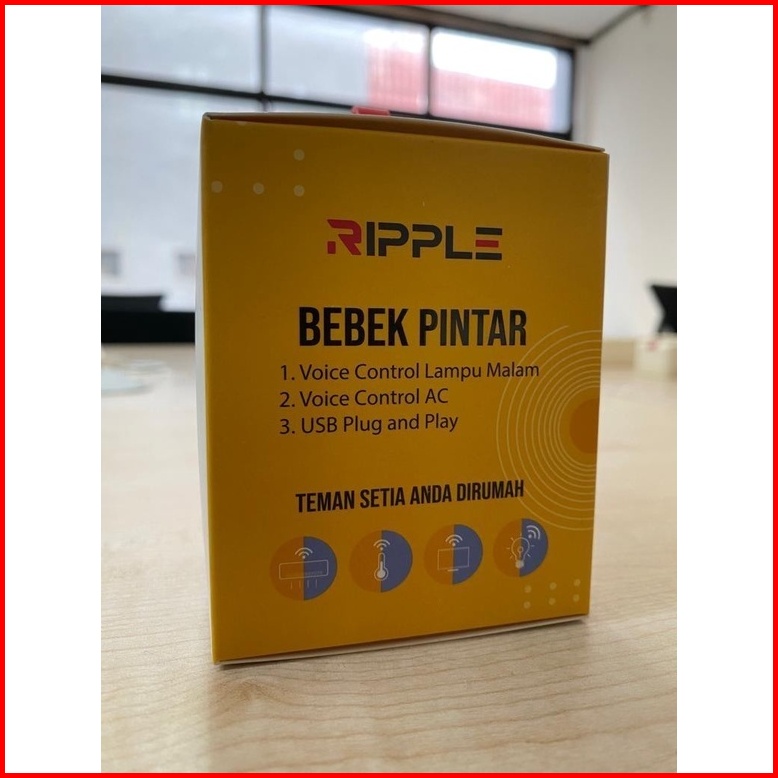 RIPPLE
BEBEK PINTAR
1. Voice Control Lampu Malam
2. Voice Control AC
3. USB Plug and Play
TEMAN SETIA ANDA DIRUMAH